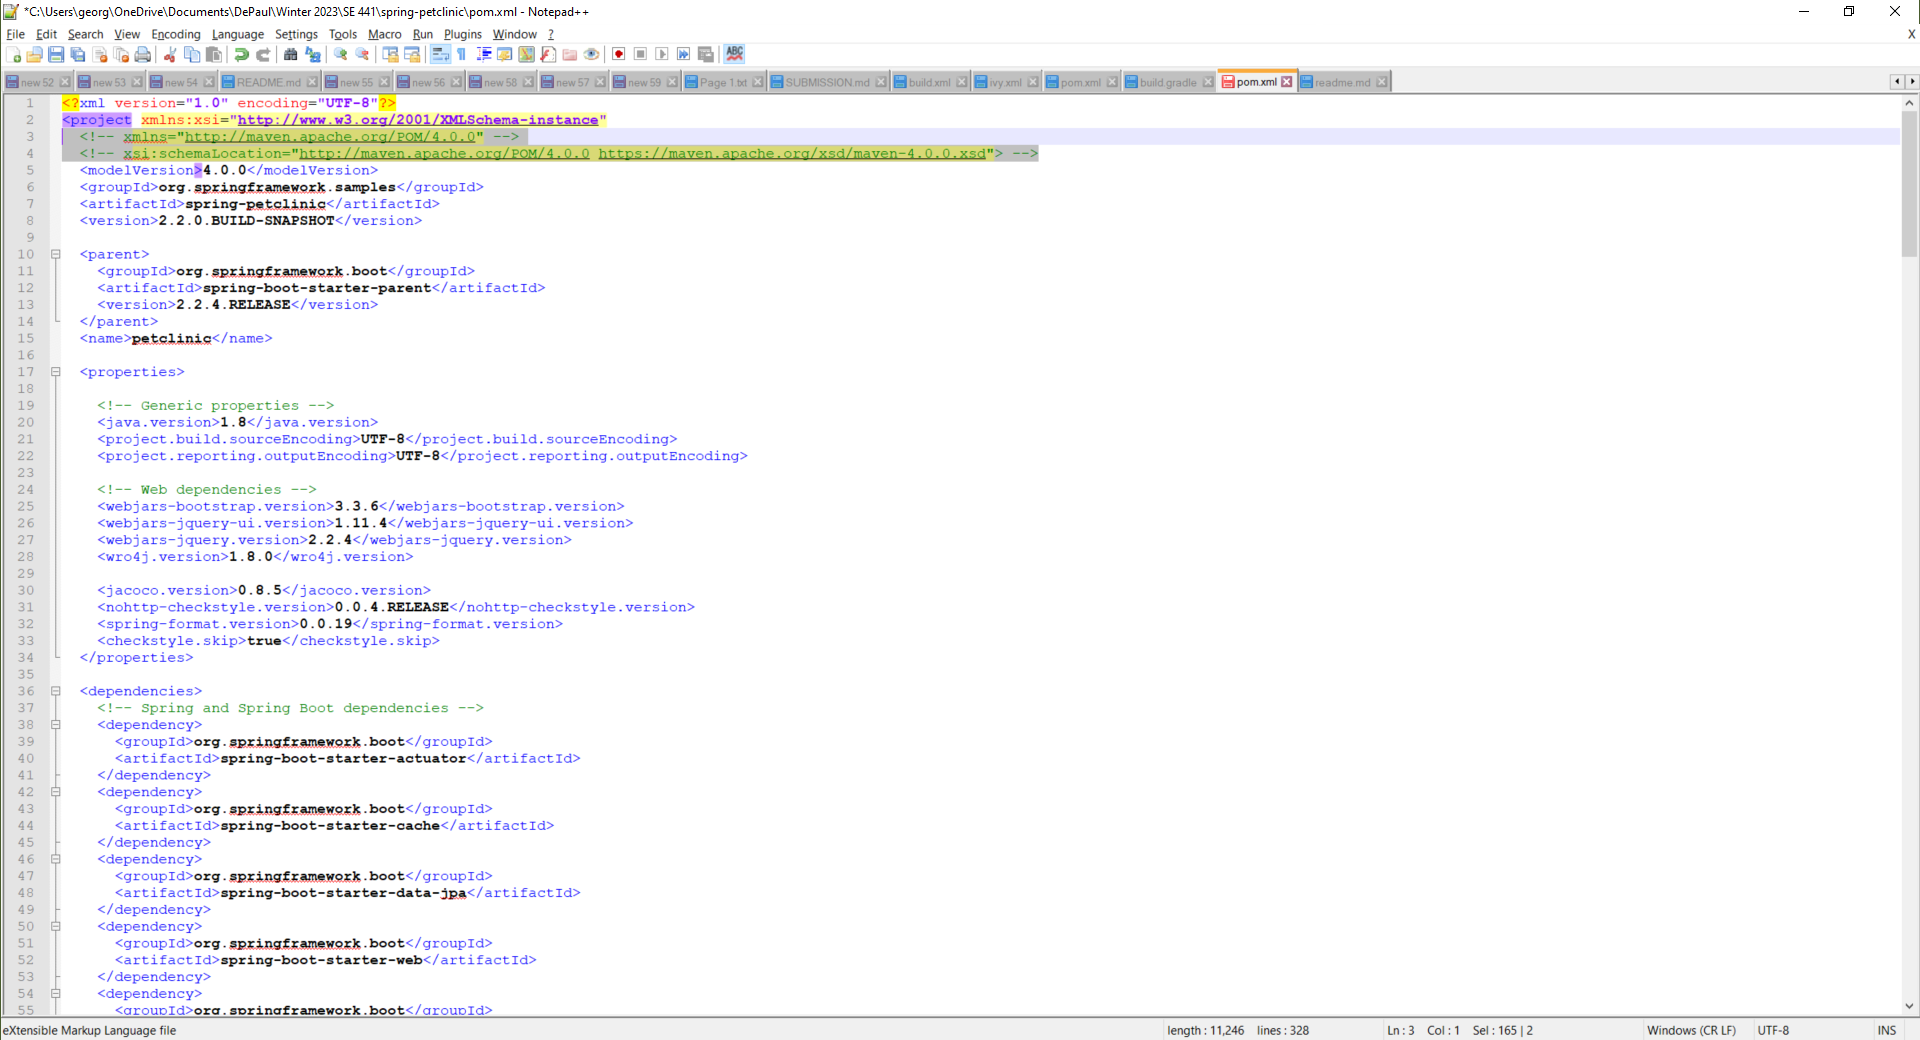 *C:\Users\georg\OneDrive\Documents\DePaul\Winter 2023\SE 441\spring-petclinic\pom.xml - Notepad++
File Edit Search View Encoding Language Settings Tools Macro Run Plugins Window ? X
new 52 new 53 new 54 README.md new 55 new 56 new 58 new 57 new 59 Page 1.txt SUBMISSION.md build.xml ivy.xml pom.xml build.gradle pom.xml readme.md
1 <?xml version="1.0" encoding="UTF-8"?>
2 <project xmlns:xsi="http://www.w3.org/2001/XMLSchema-instance"
3 <!-- xmlns="http://maven.apache.org/POM/4.0.0" -->
4 <!-- xsi:schemaLocation="http://maven.apache.org/POM/4.0.0 https://maven.apache.org/xsd/maven-4.0.0.xsd"> -->
5 <modelVersion>4.0.0</modelVersion>
6 <groupId>org.springframework.samples</groupId>
7 <artifactId>spring-petclinic</artifactId>
8 <version>2.2.0.BUILD-SNAPSHOT</version>
9
10 <parent>
11 <groupId>org.springframework.boot</groupId>
12 <artifactId>spring-boot-starter-parent</artifactId>
13 <version>2.2.4.RELEASE</version>
14 </parent>
15 <name>petclinic</name>
16
17 <properties>
18
19 <!-- Generic properties -->
20 <java.version>1.8</java.version>
21 <project.build.sourceEncoding>UTF-8</project.build.sourceEncoding>
22 <project.reporting.outputEncoding>UTF-8</project.reporting.outputEncoding>
23
24 <!-- Web dependencies -->
25 <webjars-bootstrap.version>3.3.6</webjars-bootstrap.version>
26 <webjars-jquery-ui.version>1.11.4</webjars-jquery-ui.version>
27 <webjars-jquery.version>2.2.4</webjars-jquery.version>
28 <wro4j.version>1.8.0</wro4j.version>
29
30 <jacoco.version>0.8.5</jacoco.version>
31 <nohttp-checkstyle.version>0.0.4.RELEASE</nohttp-checkstyle.version>
32 <spring-format.version>0.0.19</spring-format.version>
33 <checkstyle.skip>true</checkstyle.skip>
34 </properties>
35
36 <dependencies>
37 <!-- Spring and Spring Boot dependencies -->
38 <dependency>
39 <groupId>org.springframework.boot</groupId>
40 <artifactId>spring-boot-starter-actuator</artifactId>
41 </dependency>
42 <dependency>
43 <groupId>org.springframework.boot</groupId>
44 <artifactId>spring-boot-starter-cache</artifactId>
45 </dependency>
46 <dependency>
47 <groupId>org.springframework.boot</groupId>
48 <artifactId>spring-boot-starter-data-jpa</artifactId>
49 </dependency>
50 <dependency>
51 <groupId>org.springframework.boot</groupId>
52 <artifactId>spring-boot-starter-web</artifactId>
53 </dependency>
54 <dependency>
55 <groupId>org.springframework.boot</groupId>
eXtensible Markup Language file length : 11,246 lines : 328 Ln : 3 Col : 1 Sel : 165 | 2 Windows (CR LF) UTF-8 INS